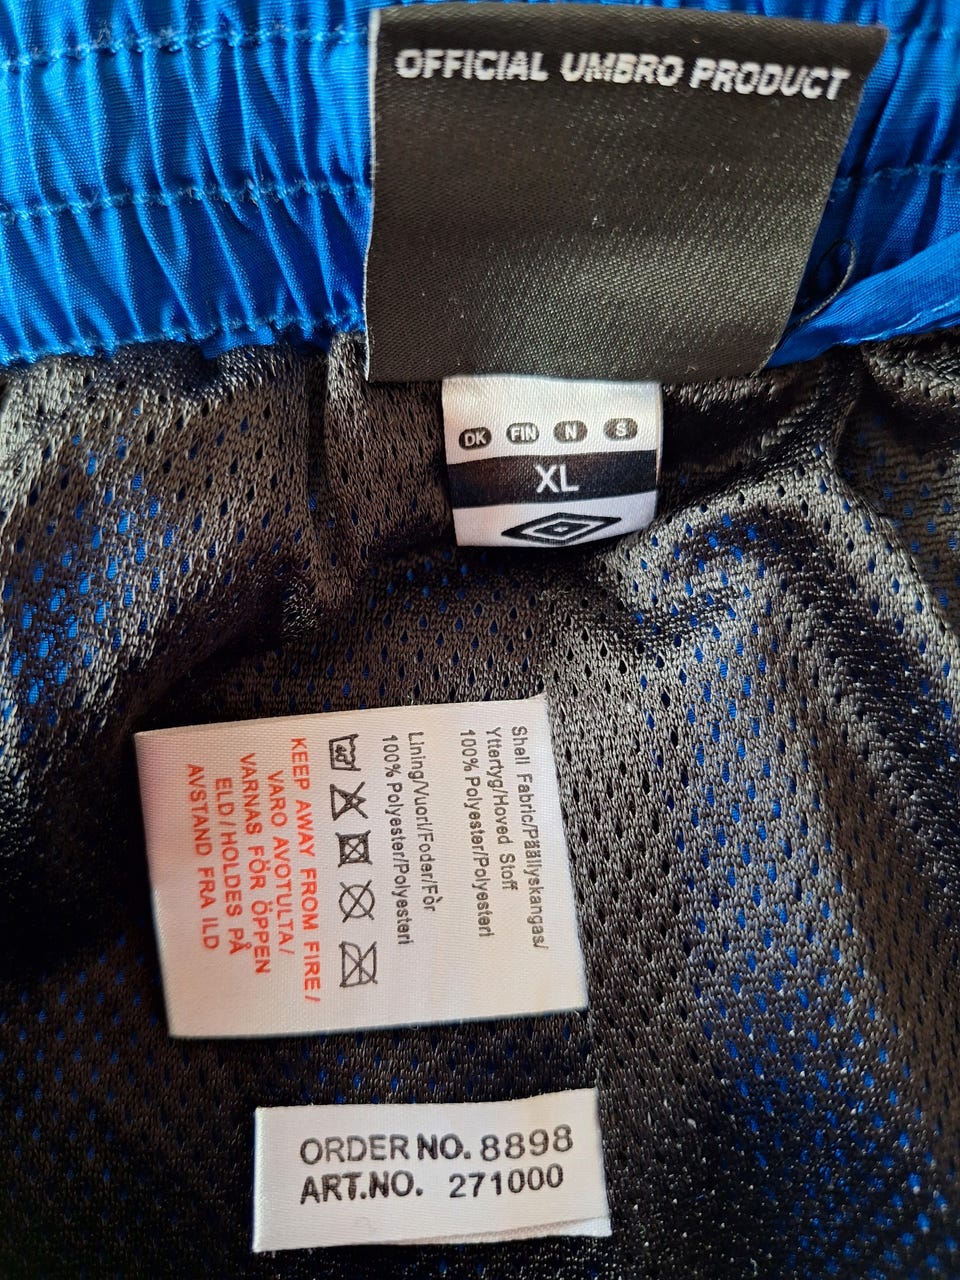 OFFICIAL UMBRO PRODUCT
DK FIN N S
XL
Shell Fabric/Päällyskangas/
Yttertyg/Hoved Stoff
100% Polyester/Polyesteri
Lining/Vuori/Foder/Fòr
100% Polyester/Polyesteri
40°
KEEP AWAY FROM FIRE/
VARO AVOTULTA/
VARNAS FÖR ÖPPEN
ELD/HOLDES PÅ
AVSTAND FRA ILD
ORDER NO. 8898
ART.NO. 271000